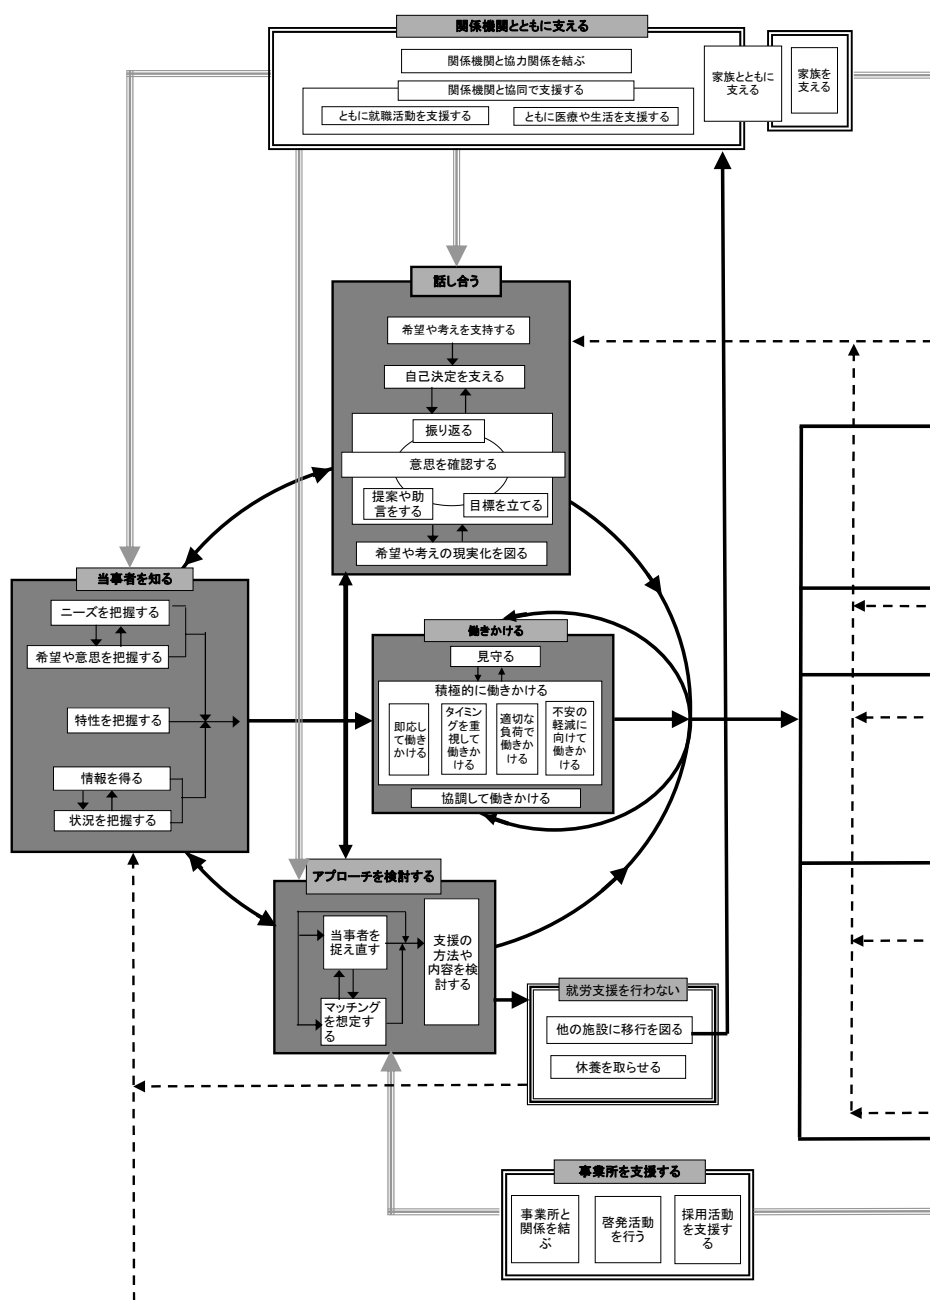 関係機関とともに支える
関係機関と協力関係を結ぶ
関係機関と協同で支援する
ともに就職活動を支援する
ともに医療や生活を支援する
家族とともに
支える
家族を
支える
話し合う
希望や考えを支持する
自己決定を支える
振り返る
意思を確認する
提案や助
言をする
目標を立てる
希望や考えの現実化を図る
当事者を知る
ニーズを把握する
希望や意思を把握する
特性を把握する
情報を得る
状況を把握する
働きかける
見守る
積極的に働きかける
即応し
て働き
かける
タイミン
グを重
視して
働きか
ける
適切な
負荷で
働きか
ける
不安の
軽減に
向けて
働きか
ける
協調して働きかける
アプローチを検討する
当事者を
捉え直す
マッチング
を想定す
る
支援の
方法や
内容を検
討する
就労支援を行わない
他の施設に移行を図る
休養を取らせる
事業所を支援する
事業所と
関係を結
ぶ
啓発活動
を行う
採用活動
を支援す
る